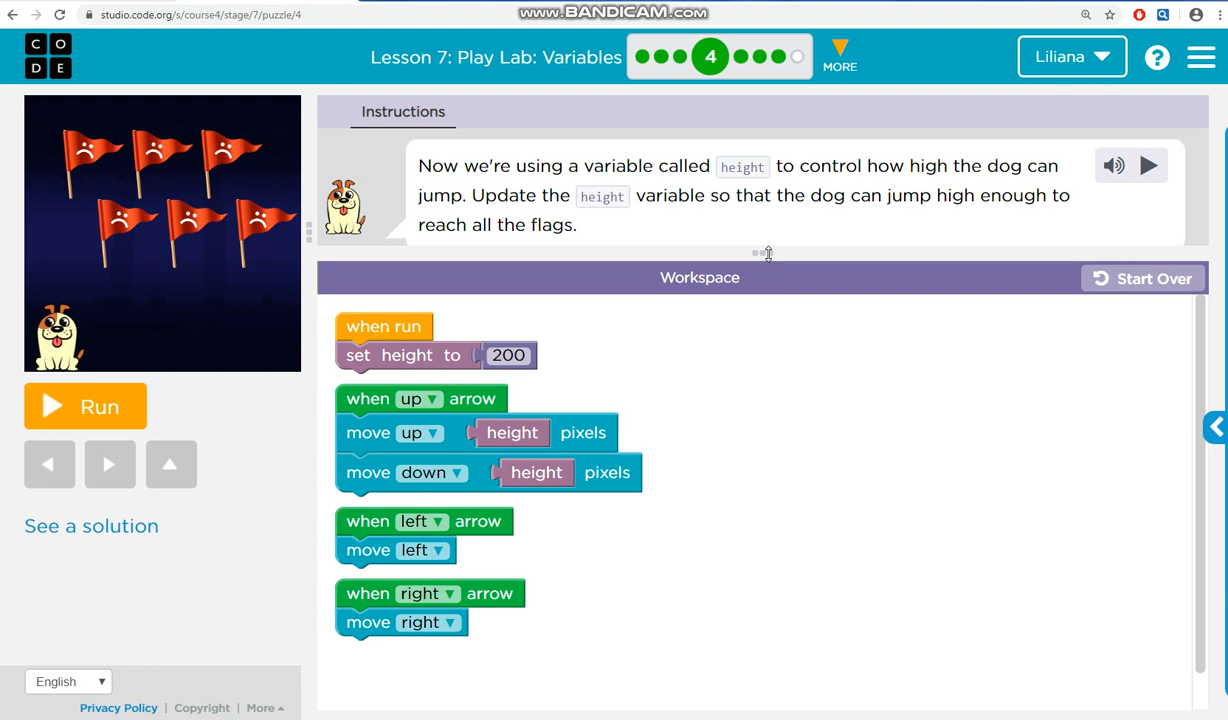 studio.code.org/s/course4/stage/7/puzzle/4
www.BANDICAM.com
C O
D E
Lesson 7: Play Lab: Variables
4
MORE
Liliana
?
Instructions
Now we're using a variable called height to control how high the dog can
jump. Update the height variable so that the dog can jump high enough to
reach all the flags.
Workspace
Start Over
when run
set height to 200
when up arrow
move up height pixels
move down height pixels
when left arrow
move left
when right arrow
move right
Run
See a solution
English
Privacy Policy | Copyright | More